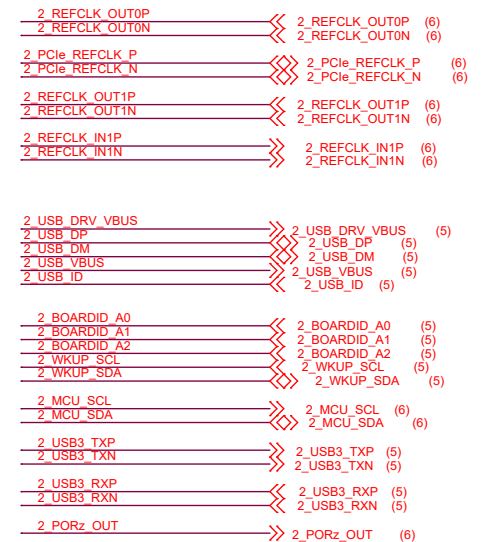 2_REFCLK_OUT0P 2_REFCLK_OUT0P (6)
2_REFCLK_OUT0N 2_REFCLK_OUT0N (6)
2_PCIe_REFCLK_P 2_PCIe_REFCLK_P (6)
2_PCIe_REFCLK_N 2_PCIe_REFCLK_N (6)
2_REFCLK_OUT1P 2_REFCLK_OUT1P (6)
2_REFCLK_OUT1N 2_REFCLK_OUT1N (6)
2_REFCLK_IN1P 2_REFCLK_IN1P (6)
2_REFCLK_IN1N 2_REFCLK_IN1N (6)
2_USB_DRV_VBUS 2_USB_DRV_VBUS (5)
2_USB_DP 2_USB_DP (5)
2_USB_DM 2_USB_DM (5)
2_USB_VBUS 2_USB_VBUS (5)
2_USB_ID 2_USB_ID (5)
2_BOARDID_A0 2_BOARDID_A0 (5)
2_BOARDID_A1 2_BOARDID_A1 (5)
2_BOARDID_A2 2_BOARDID_A2 (5)
2_WKUP_SCL 2_WKUP_SCL (5)
2_WKUP_SDA 2_WKUP_SDA (5)
2_MCU_SCL 2_MCU_SCL (6)
2_MCU_SDA 2_MCU_SDA (6)
2_USB3_TXP 2_USB3_TXP (5)
2_USB3_TXN 2_USB3_TXN (5)
2_USB3_RXP 2_USB3_RXP (5)
2_USB3_RXN 2_USB3_RXN (5)
2_PORz_OUT 2_PORz_OUT (6)